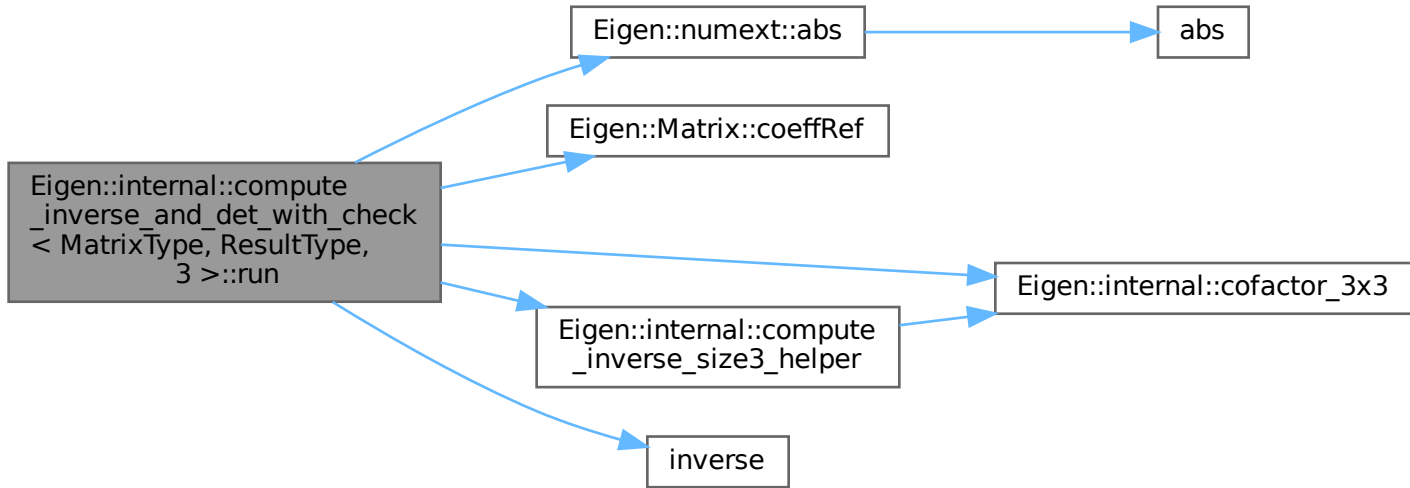 Eigen::internal::compute
_inverse_and_det_with_check
< MatrixType, ResultType,
3 >::run
Eigen::numext::abs
abs
Eigen::Matrix::coeffRef
Eigen::internal::cofactor_3x3
Eigen::internal::compute
_inverse_size3_helper
inverse